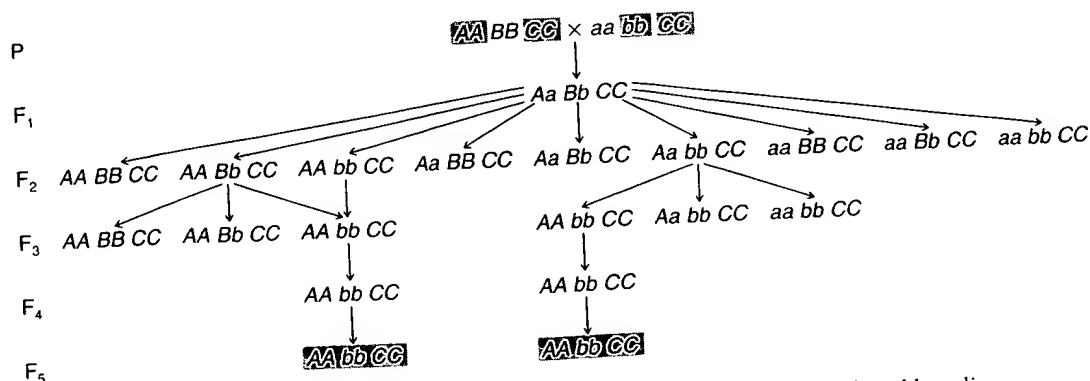 P AA BB CC × aa bb CC
F₁ Aa Bb CC
F₂ AA BB CC AA Bb CC AA bb CC Aa BB CC Aa Bb CC Aa bb CC aa BB CC aa Bb CC aa bb CC
F₃ AA BB CC AA Bb CC AA bb CC AA bb CC Aa bb CC aa bb CC
F₄ AA bb CC AA bb CC
F₅ AA bb CC AA bb CC